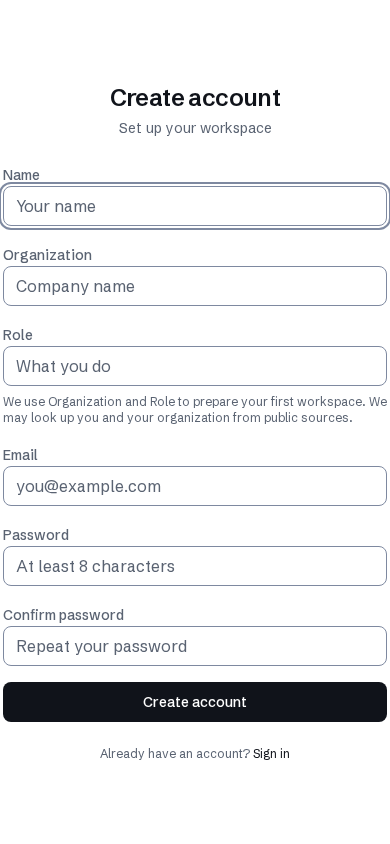 Create account
Set up your workspace
Name
Your name
Organization
Company name
Role
What you do
We use Organization and Role to prepare your first workspace. We
may look up you and your organization from public sources.
Email
you@example.com
Password
At least 8 characters
Confirm password
Repeat your password
Create account
Already have an account? Sign in